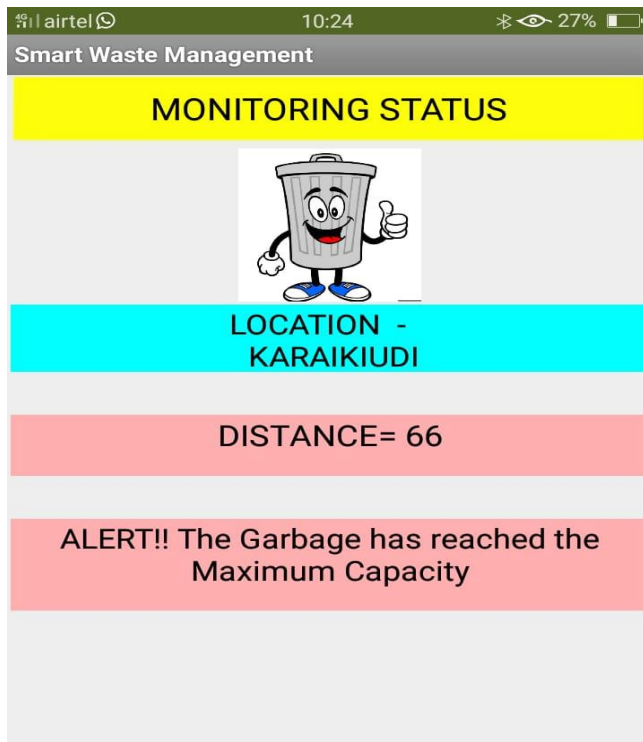 4G airtel 10:24 27%
Smart Waste Management
MONITORING STATUS
LOCATION -
KARAIKIUDI
DISTANCE= 66
ALERT!! The Garbage has reached the
Maximum Capacity